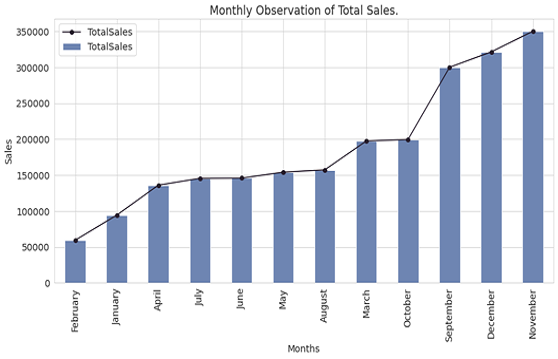 Monthly Observation of Total Sales.
TotalSales
TotalSales
350000
300000
250000
200000
150000
100000
50000
0
Sales
February
January
April
July
June
May
August
March
October
September
December
November
Months